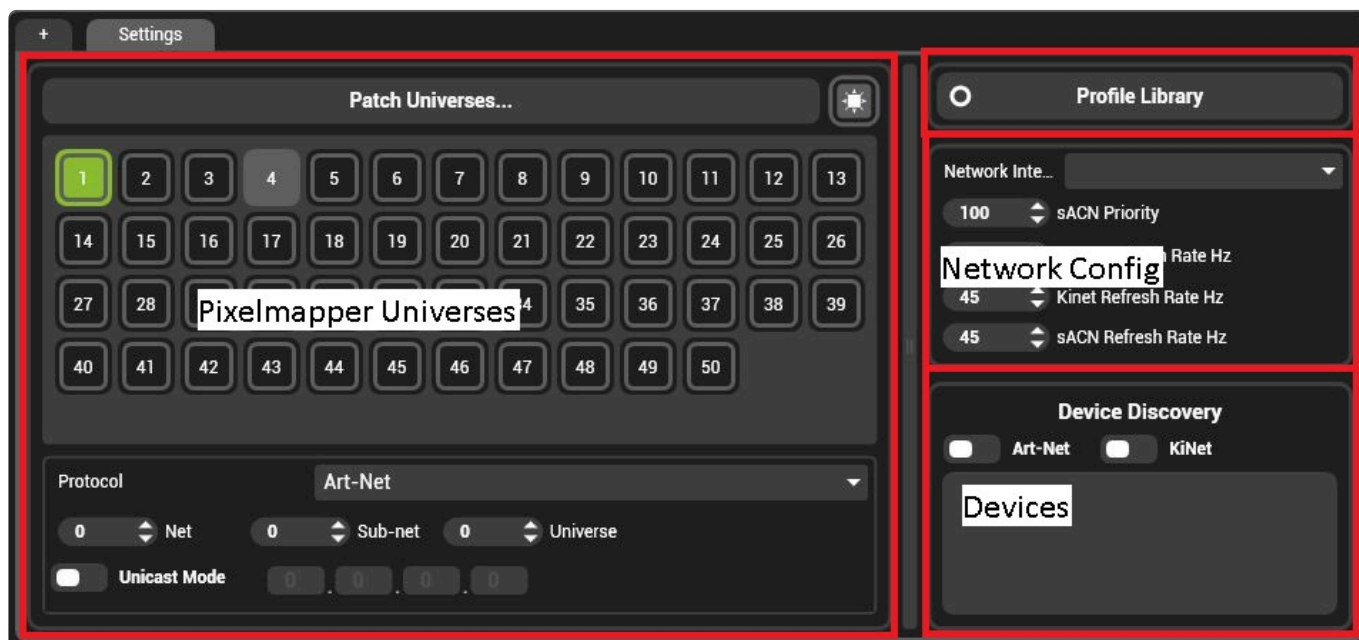 + Settings
Patch Universes...
1 2 3 4 5 6 7 8 9 10 11 12 13
14 15 16 17 18 19 20 21 22 23 24 25 26
27 28 4 35 36 37 38 39
Pixelmapper Universes
40 41 42 43 44 45 46 47 48 49 50
Protocol Art-Net
0 Net 0 Sub-net 0 Universe
Unicast Mode 0 . 0 . 0 . 0
Profile Library
Network Inte...
100 sACN Priority
Rate Hz
Network Config
45 Kinet Refresh Rate Hz
45 sACN Refresh Rate Hz
Device Discovery
Art-Net KiNet
Devices